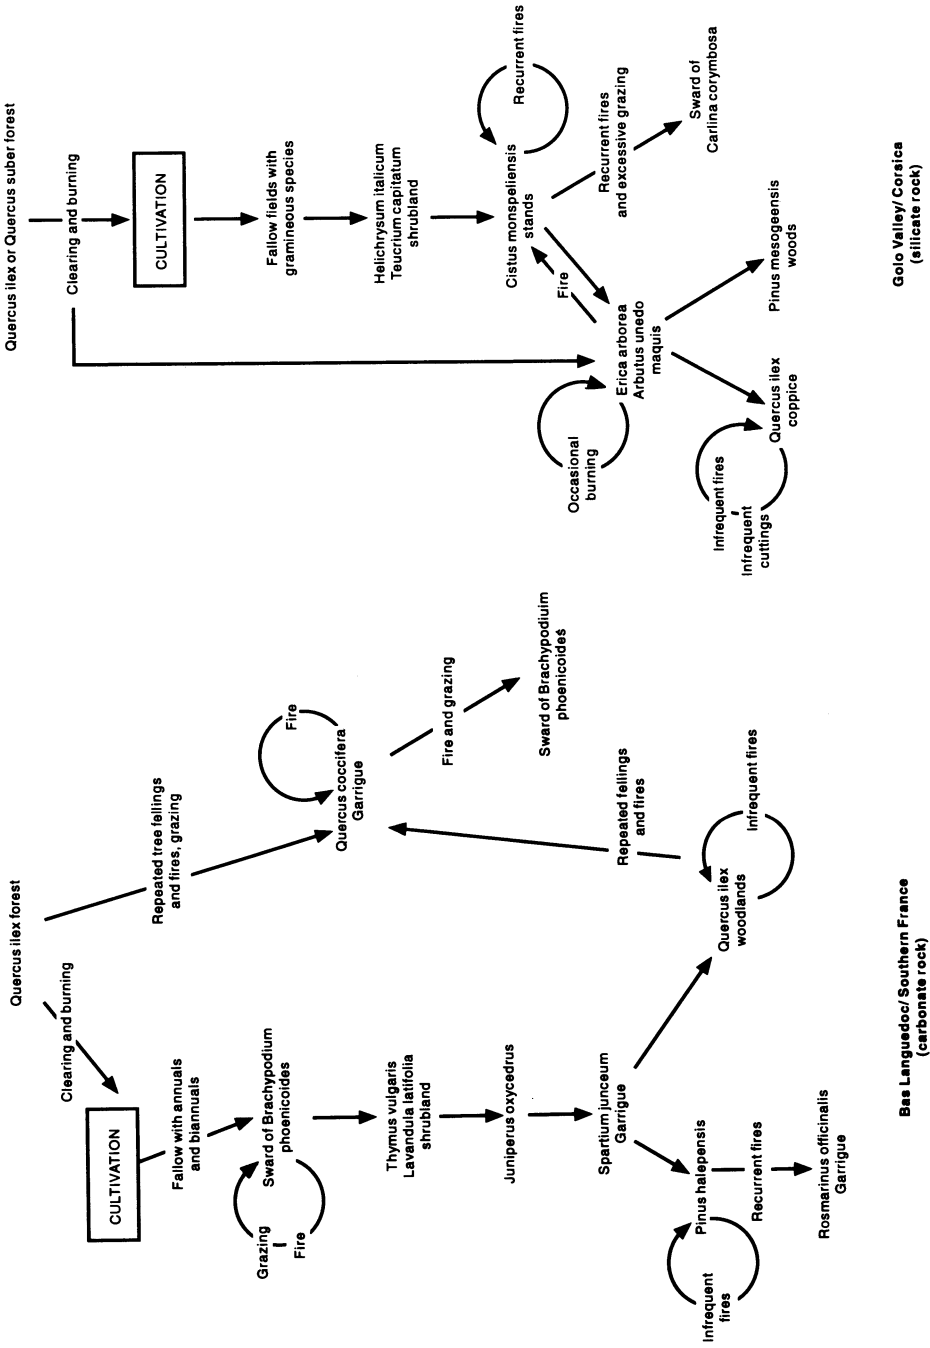 Quercus ilex forest
Clearing and burning
Repeated tree fellings
and fires, grazing
CULTIVATION
Fallow with annuals
and biannuals
Sward of Brachypodium
phoenicoides
Grazing
Fire
Thymus vulgaris
Lavandula latifolia
shrubland
Juniperus oxycedrus
Spartium junceum
Garrigue
Pinus halepensis
Infrequent
fires
Recurrent fires
Rosmarinus officinalis
Garrigue
Quercus coccifera
Garrigue
Fire
Fire and grazing
Sward of Brachypodiuim
phoenicoides
Repeated fellings
and fires
Quercus ilex
woodlands
Infrequent fires
Bas Languedoc/ Southern France
(carbonate rock)
Quercus ilex or Quercus suber forest
Clearing and burning
CULTIVATION
Fallow fields with
gramineous species
Helichrysum italicum
Teucrium capitatum
shrubland
Cistus monspeliensis
stands
Recurrent fires
Recurrent fires
and excessive grazing
Sward of
Carlina corymbosa
Fire
Erica arborea
Arbutus unedo
maquis
Occasional
burning
Pinus mesogeensis
woods
Quercus ilex
coppice
Infrequent fires
Infrequent
cuttings
Golo Valley/ Corsica
(silicate rock)